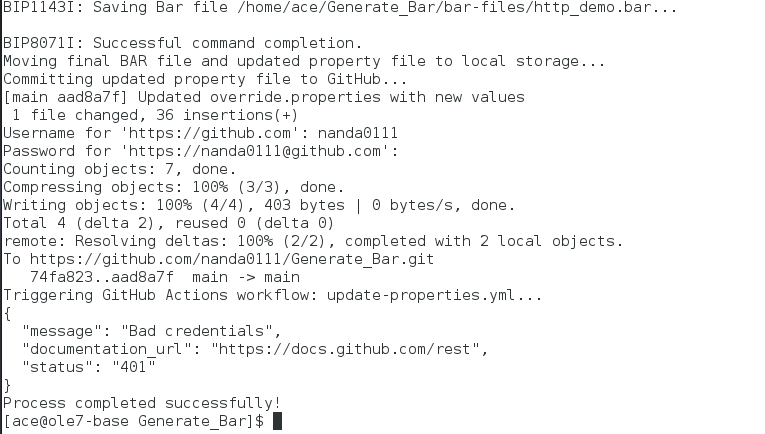 BIP1143I: Saving Bar file /home/ace/Generate_Bar/bar-files/http_demo.bar...
BIP8071I: Successful command completion.
Moving final BAR file and updated property file to local storage...
Committing updated property file to GitHub...
[main aad8a7f] Updated override.properties with new values
 1 file changed, 36 insertions(+)
Username for 'https://github.com': nanda0111
Password for 'https://nanda0111@github.com':
Counting objects: 7, done.
Compressing objects: 100% (3/3), done.
Writing objects: 100% (4/4), 403 bytes | 0 bytes/s, done.
Total 4 (delta 2), reused 0 (delta 0)
remote: Resolving deltas: 100% (2/2), completed with 2 local objects.
To https://github.com/nanda0111/Generate_Bar.git
   74fa823..aad8a7f  main -> main
Triggering GitHub Actions workflow: update-properties.yml...
{
  "message": "Bad credentials",
  "documentation_url": "https://docs.github.com/rest",
  "status": "401"
}
Process completed successfully!
[ace@ole7-base Generate_Bar]$